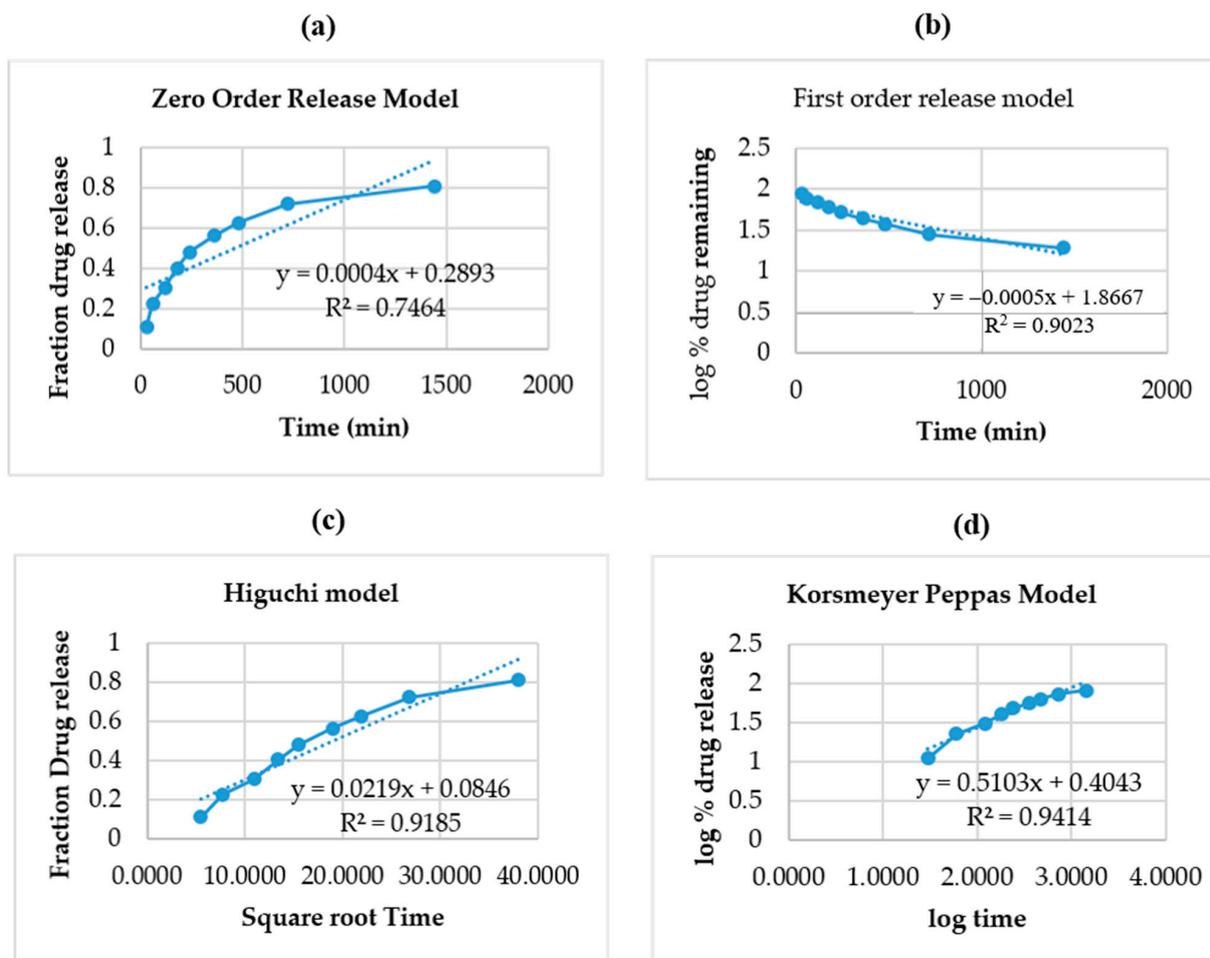 (a)
Zero Order Release Model
Fraction drug release
1
0.8
0.6
0.4
0.2
0
y = 0.0004x + 0.2893
R² = 0.7464
0 500 1000 1500 2000
Time (min)
(b)
First order release model
log % drug remaining
2.5
2
1.5
1
0.5
0
y = –0.0005x + 1.8667
R² = 0.9023
0 1000 2000
Time (min)
(c)
Higuchi model
Fraction Drug release
1
0.8
0.6
0.4
0.2
0
y = 0.0219x + 0.0846
R² = 0.9185
0.0000 10.0000 20.0000 30.0000 40.0000
Square root Time
(d)
Korsmeyer Peppas Model
log % drug release
2.5
2
1.5
1
0.5
0
y = 0.5103x + 0.4043
R² = 0.9414
0.0000 1.0000 2.0000 3.0000 4.0000
log time